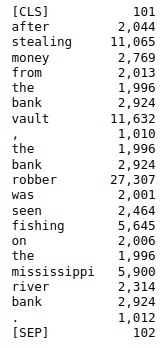 [CLS] 101
after 2,044
stealing 11,065
money 2,769
from 2,013
the 1,996
bank 2,924
vault 11,632
, 1,010
the 1,996
bank 2,924
robber 27,307
was 2,001
seen 2,464
fishing 5,645
on 2,006
the 1,996
mississippi 5,900
river 2,314
bank 2,924
. 1,012
[SEP] 102